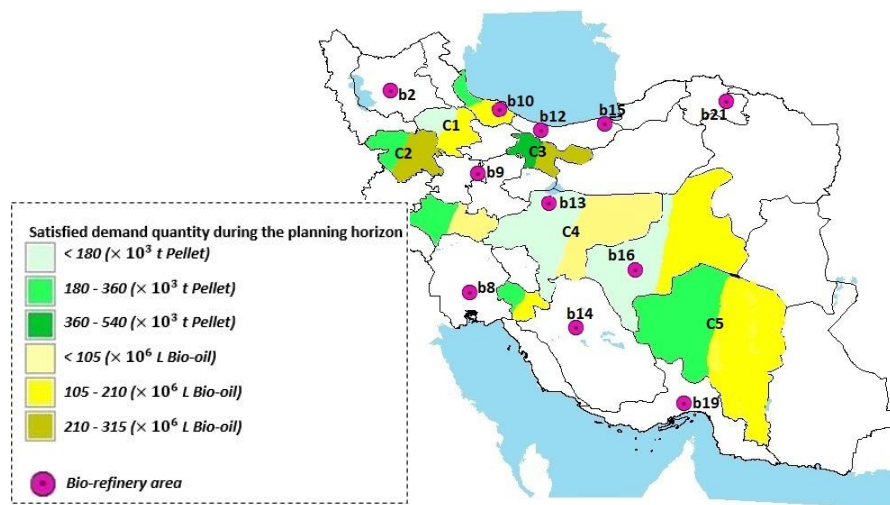 b2
b10
b12
b15
b21
C1
C2
C3
b9
b13
C4
b16
b8
b14
C5
b19
Satisfied demand quantity during the planning horizon
< 180 (× 10³ t Pellet)
180 - 360 (× 10³ t Pellet)
360 - 540 (× 10³ t Pellet)
< 105 (× 10⁶ L Bio-oil)
105 - 210 (× 10⁶ L Bio-oil)
210 - 315 (× 10⁶ L Bio-oil)
Bio-refinery area